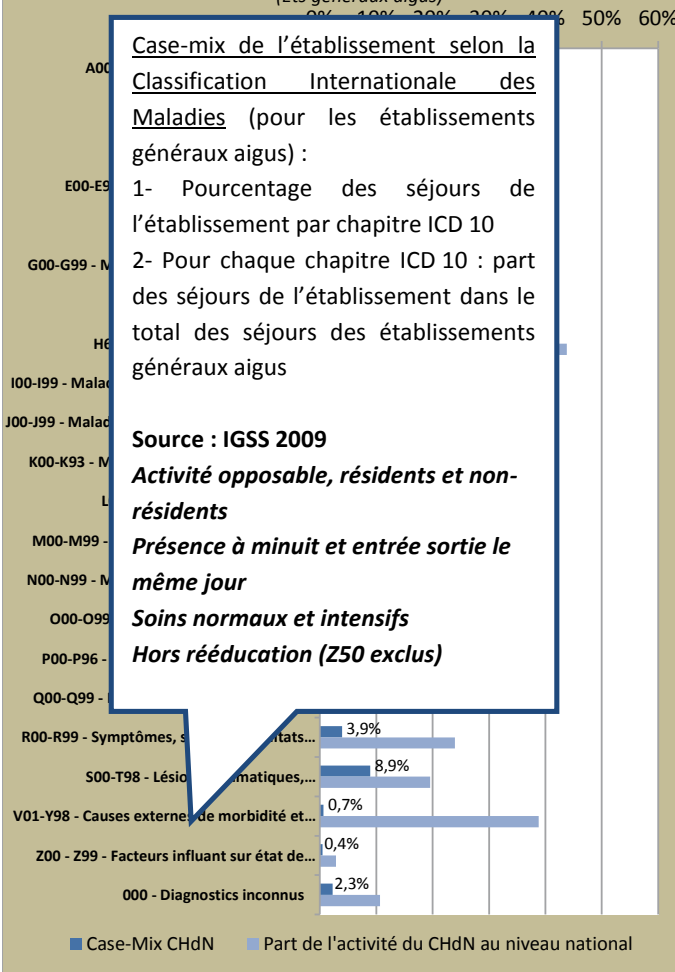 (Ets généraux aigus)
50% 60%
Case-mix de l'établissement selon la
Classification Internationale des
Maladies (pour les établissements
généraux aigus) :
1- Pourcentage des séjours de
l'établissement par chapitre ICD 10
2- Pour chaque chapitre ICD 10 : part
des séjours de l'établissement dans le
total des séjours des établissements
généraux aigus
Source : IGSS 2009
Activité opposable, résidents et non-
résidents
Présence à minuit et entrée sortie le
même jour
Soins normaux et intensifs
Hors rééducation (Z50 exclus)
A00
E00-E9
G00-G99 - M
H6
I00-I99 - Malad
J00-J99 - Malad
K00-K93 - M
L
M00-M99 -
N00-N99 - M
O00-O99
P00-P96 -
Q00-Q99 -
R00-R99 - Symptômes, s tats... 3,9%
S00-T98 - Lésio matiques,... 8,9%
V01-Y98 - Causes externes de morbidité et... 0,7%
Z00 - Z99 - Facteurs influant sur état de... 0,4%
000 - Diagnostics inconnus 2,3%
Case-Mix CHdN Part de l'activité du CHdN au niveau national